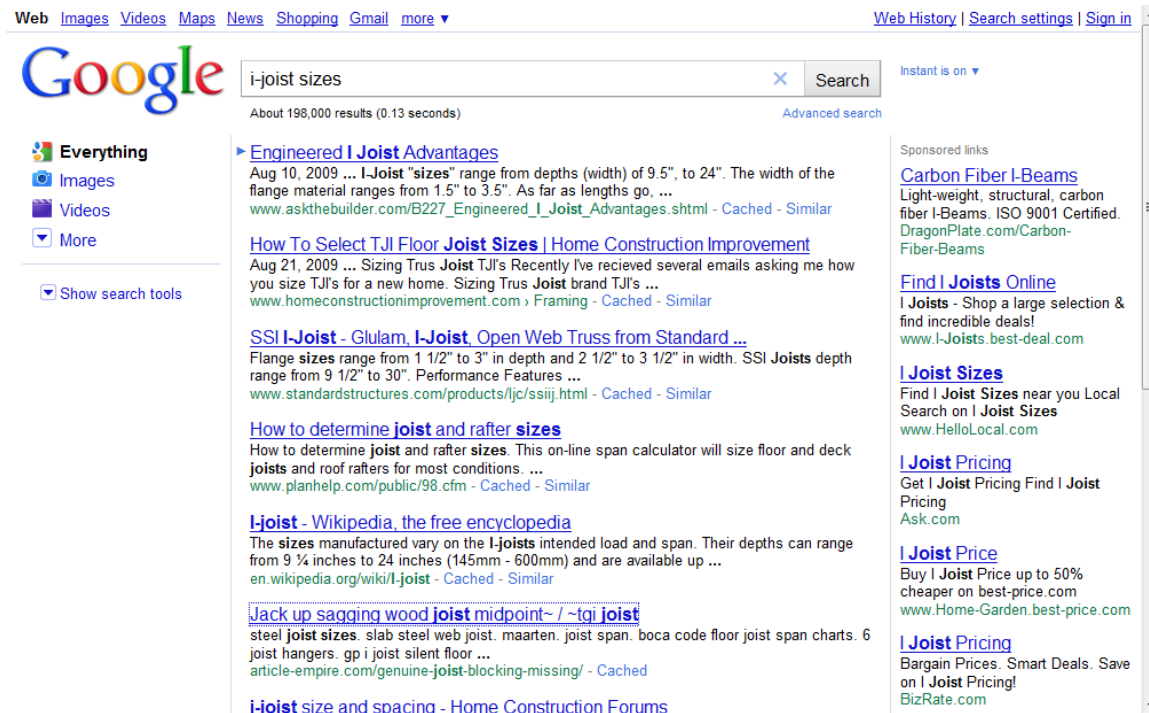 Web Images Videos Maps News Shopping Gmail more ▼
Web History | Search settings | Sign in
Google
i-joist sizes
Search
Instant is on ▼
About 198,000 results (0.13 seconds)
Advanced search
Everything
Images
Videos
More
Show search tools
Engineered I Joist Advantages
Aug 10, 2009 ... I-Joist "sizes" range from depths (width) of 9.5", to 24". The width of the
flange material ranges from 1.5" to 3.5". As far as lengths go, ...
www.askthebuilder.com/B227_Engineered_I_Joist_Advantages.shtml - Cached - Similar
How To Select TJI Floor Joist Sizes | Home Construction Improvement
Aug 21, 2009 ... Sizing Trus Joist TJI's Recently I've recieved several emails asking me how
you size TJI's for a new home. Sizing Trus Joist brand TJI's ...
www.homeconstructionimprovement.com › Framing - Cached - Similar
SSI I-Joist - Glulam, I-Joist, Open Web Truss from Standard ...
Flange sizes range from 1 1/2" to 3" in depth and 2 1/2" to 3 1/2" in width. SSI Joists depth
range from 9 1/2" to 30". Performance Features ...
www.standardstructures.com/products/ljc/ssiij.html - Cached - Similar
How to determine joist and rafter sizes
How to determine joist and rafter sizes. This on-line span calculator will size floor and deck
joists and roof rafters for most conditions. ...
www.planhelp.com/public/98.cfm - Cached - Similar
I-joist - Wikipedia, the free encyclopedia
The sizes manufactured vary on the I-joists intended load and span. Their depths can range
from 9 ¼ inches to 24 inches (145mm - 600mm) and are available up ...
en.wikipedia.org/wiki/I-joist - Cached - Similar
Jack up sagging wood joist midpoint~ / ~tgi joist
steel joist sizes. slab steel web joist. maarten. joist span. boca code floor joist span charts. 6
joist hangers. gp i joist silent floor ...
article-empire.com/genuine-joist-blocking-missing/ - Cached
i-joist size and spacing - Home Construction Forums
Sponsored links
Carbon Fiber I-Beams
Light-weight, structural, carbon
fiber I-Beams. ISO 9001 Certified.
DragonPlate.com/Carbon-
Fiber-Beams
Find I Joists Online
I Joists - Shop a large selection &
find incredible deals!
www.I-Joists.best-deal.com
I Joist Sizes
Find I Joist Sizes near you Local
Search on I Joist Sizes
www.HelloLocal.com
I Joist Pricing
Get I Joist Pricing Find I Joist
Pricing
Ask.com
I Joist Price
Buy I Joist Price up to 50%
cheaper on best-price.com
www.Home-Garden.best-price.com
I Joist Pricing
Bargain Prices. Smart Deals. Save
on I Joist Pricing!
BizRate.com